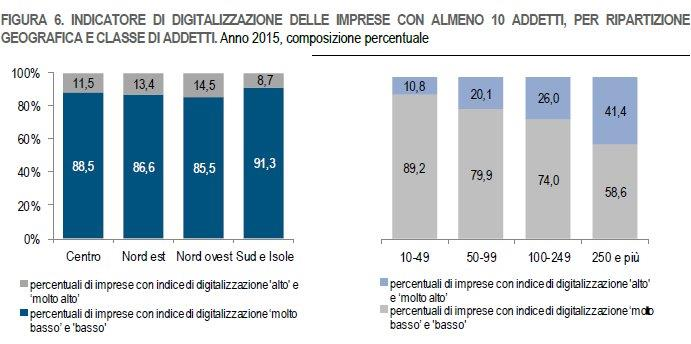 FIGURA 6. INDICATORE DI DIGITALIZZAZIONE DELLE IMPRESE CON ALMENO 10 ADDETTI, PER RIPARTIZIONE
GEOGRAFICA E CLASSE DI ADDETTI. Anno 2015, composizione percentuale
100%
80%
60%
40%
20%
0%
11,5
13,4
14,5
8,7
88,5
86,6
85,5
91,3
Centro
Nord est
Nord ovest
Sud e Isole
percentuali di imprese con indice di digitalizzazione 'alto' e
‘molto alto’
percentuali di imprese con indice di digitalizzazione ‘molto
basso’ e 'basso'
100%
80%
60%
40%
20%
0%
10,8
20,1
26,0
41,4
89,2
79,9
74,0
58,6
10-49
50-99
100-249
250 e più
percentuali di imprese con indice di digitalizzazione 'alto'
e ‘molto alto’
percentuali di imprese con indice di digitalizzazione ‘molto
basso’ e 'basso'